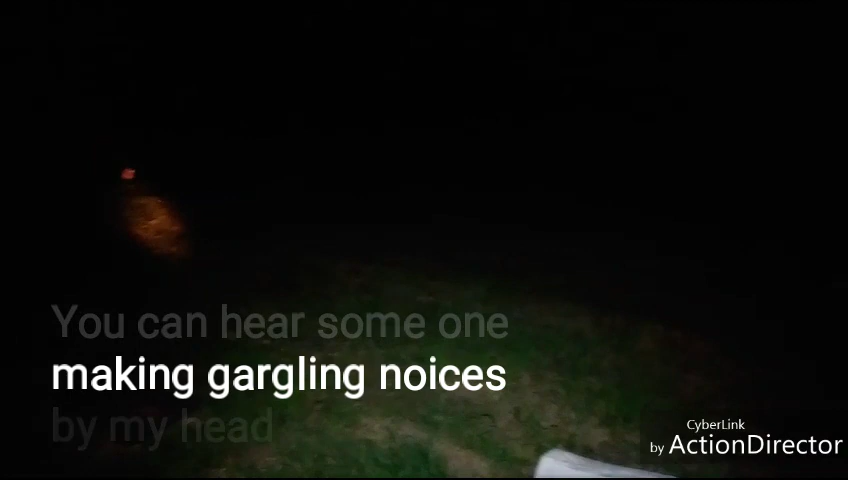 You can hear some one
making gargling noices
by my head
CyberLink
by ActionDirector